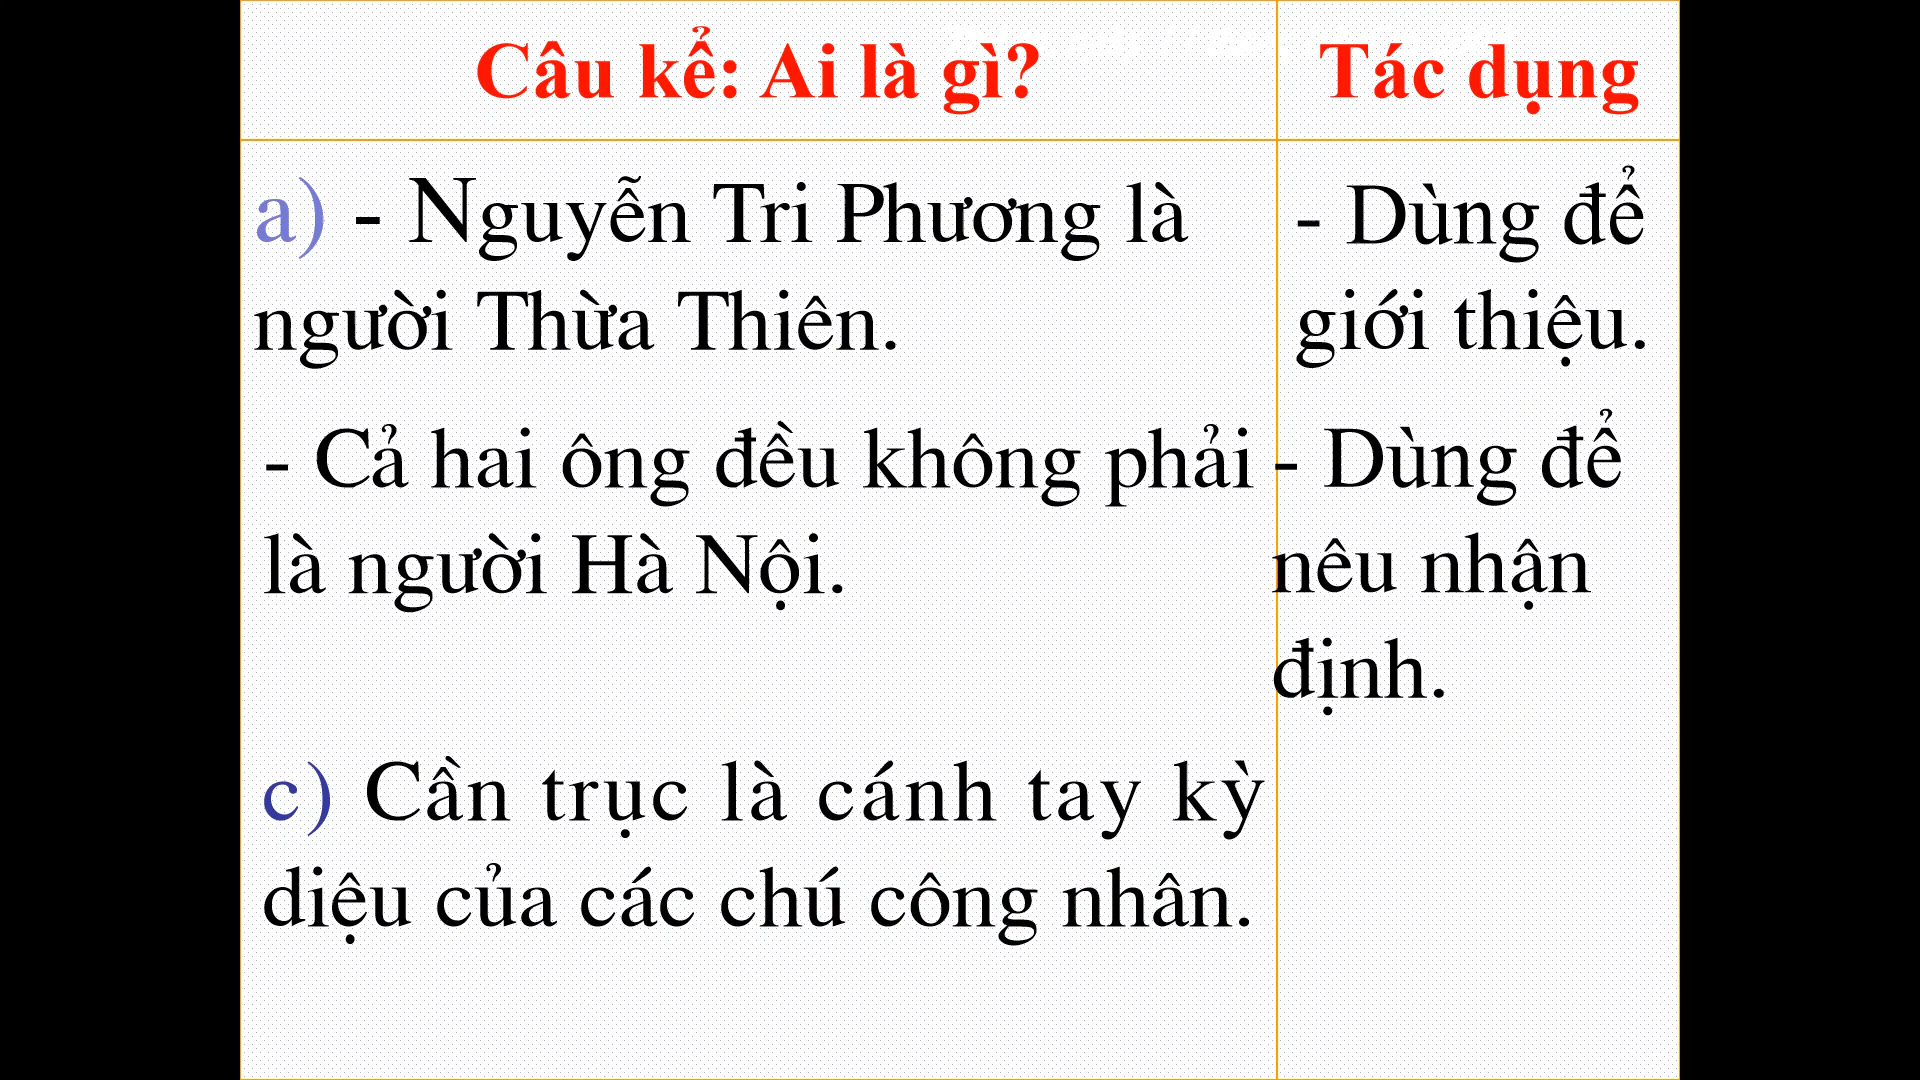 Câu kể: Ai là gì?
Tác dụng
a) - Nguyễn Tri Phương là
người Thừa Thiên.
- Dùng để
giới thiệu.
- Cả hai ông đều không phải
là người Hà Nội.
- Dùng để
nêu nhận
định.
c) Cần trục là cánh tay kỳ
diệu của các chú công nhân.